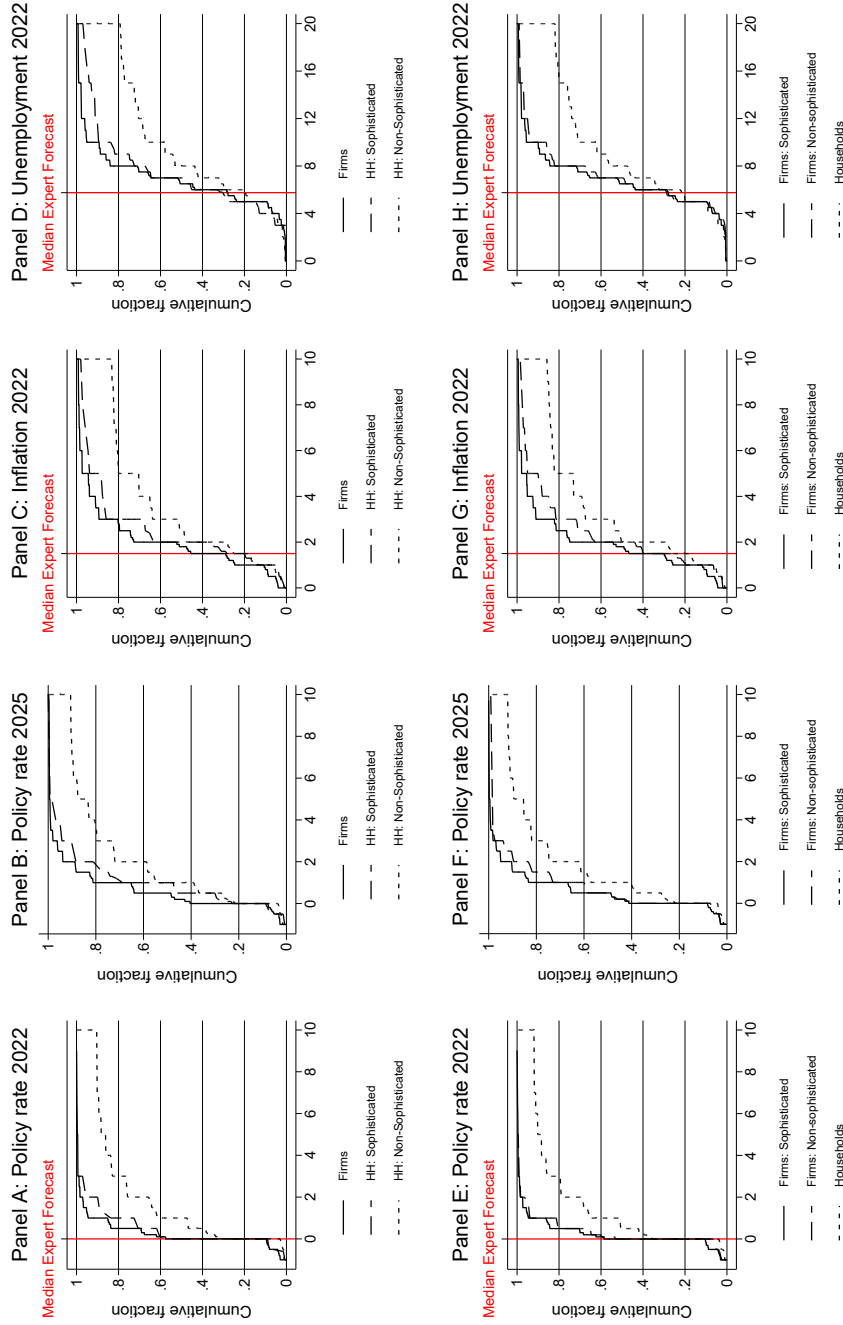 Panel A: Policy rate 2022
Median Expert Forecast
Cumulative fraction
0 .2 .4 .6 .8 1
0 2 4 6 8 10
Firms
HH: Sophisticated
HH: Non-Sophisticated
Panel B: Policy rate 2025
Cumulative fraction
0 .2 .4 .6 .8 1
0 2 4 6 8 10
Firms
HH: Sophisticated
HH: Non-Sophisticated
Panel C: Inflation 2022
Median Expert Forecast
Cumulative fraction
0 .2 .4 .6 .8 1
0 2 4 6 8 10
Firms
HH: Sophisticated
HH: Non-Sophisticated
Panel D: Unemployment 2022
Median Expert Forecast
Cumulative fraction
0 .2 .4 .6 .8 1
0 4 8 12 16 20
Firms
HH: Sophisticated
HH: Non-Sophisticated
Panel E: Policy rate 2022
Median Expert Forecast
Cumulative fraction
0 .2 .4 .6 .8 1
0 2 4 6 8 10
Firms: Sophisticated
Firms: Non-sophisticated
Households
Panel F: Policy rate 2025
Cumulative fraction
0 .2 .4 .6 .8 1
0 2 4 6 8 10
Firms: Sophisticated
Firms: Non-sophisticated
Households
Panel G: Inflation 2022
Median Expert Forecast
Cumulative fraction
0 .2 .4 .6 .8 1
0 2 4 6 8 10
Firms: Sophisticated
Firms: Non-sophisticated
Households
Panel H: Unemployment 2022
Median Expert Forecast
Cumulative fraction
0 .2 .4 .6 .8 1
0 4 8 12 16 20
Firms: Sophisticated
Firms: Non-sophisticated
Households